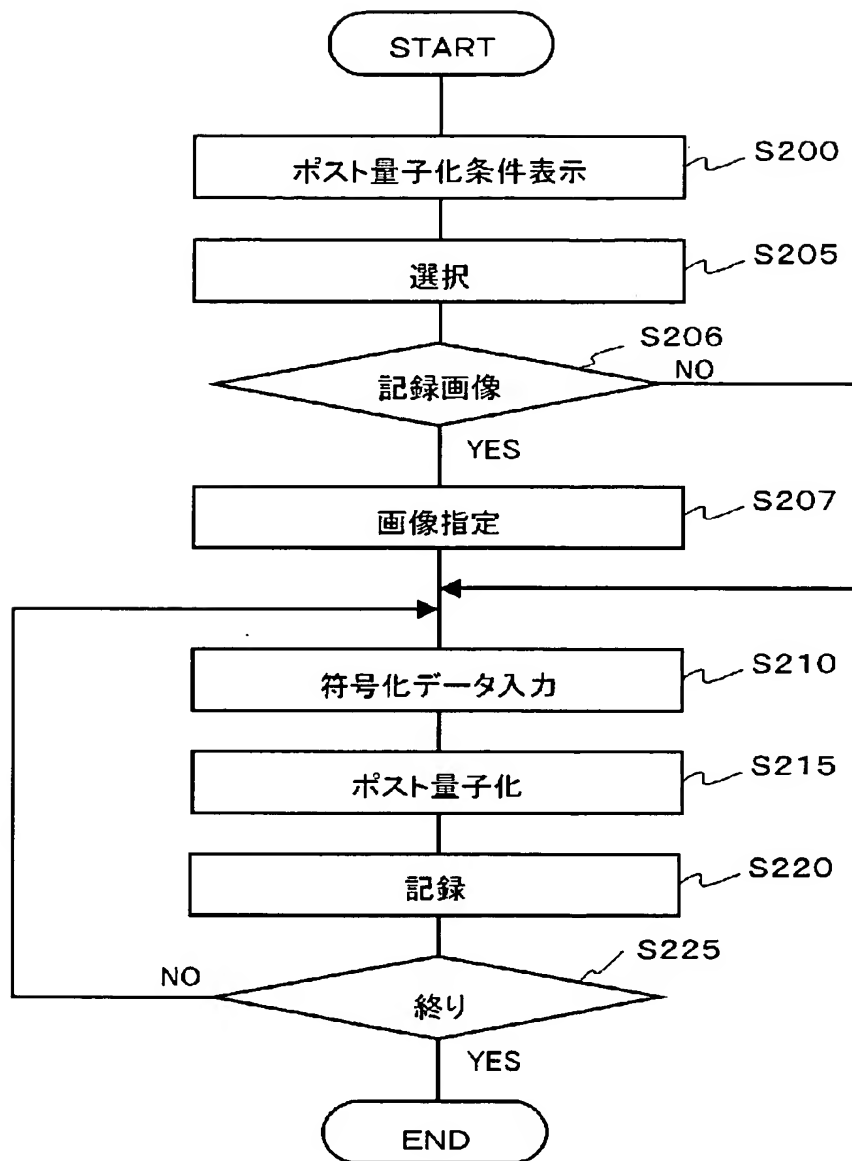 START
ポスト量子化条件表示
S200
選択
S205
S206
記録画像
NO
YES
画像指定
S207
符号化データ入力
S210
ポスト量子化
S215
記録
S220
S225
NO
終り
YES
END